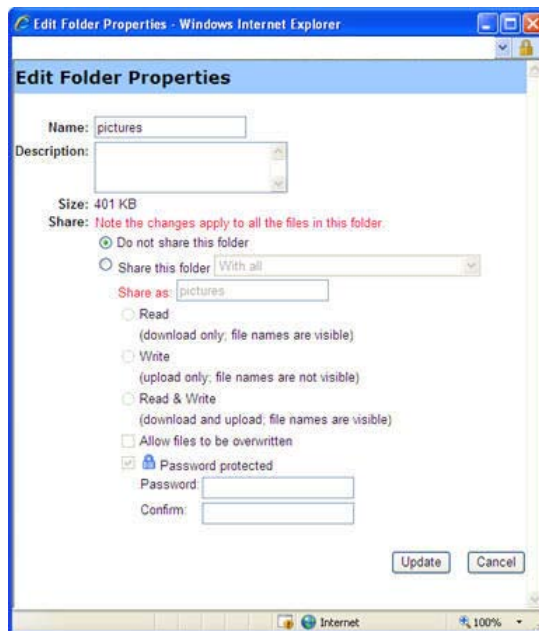 Edit Folder Properties - Windows Internet Explorer
Edit Folder Properties
Name: pictures
Description:
Size: 401 KB
Share: Note the changes apply to all the files in this folder.
Do not share this folder
Share this folder With all
Share as: pictures
Read
(download only; file names are visible)
Write
(upload only; file names are not visible)
Read & Write
(download and upload; file names are visible)
Allow files to be overwritten
Password protected
Password:
Confirm:
Update Cancel
Internet 100%